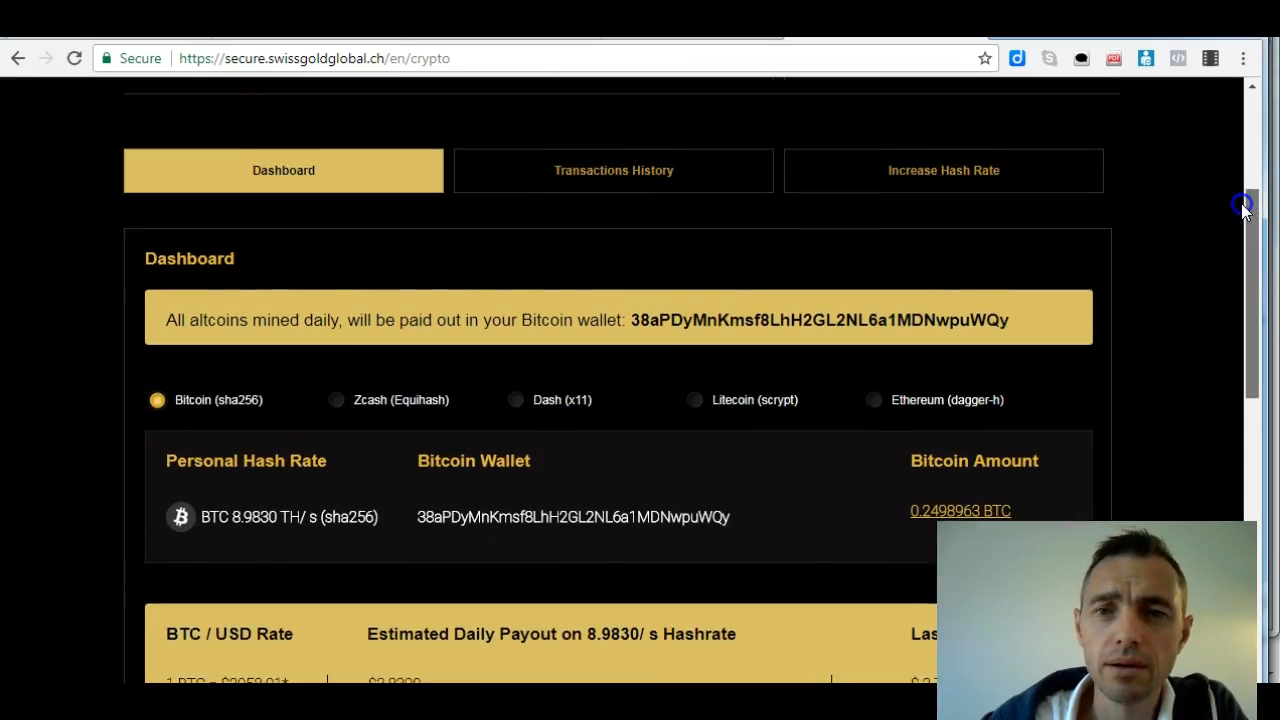 Secure https://secure.swissgoldglobal.ch/en/crypto
Dashboard Transactions History Increase Hash Rate
Dashboard
All altcoins mined daily, will be paid out in your Bitcoin wallet: 38aPDyMnKmsf8LhH2GL2NL6a1MDNwpuWQy
Bitcoin (sha256) Zcash (Equihash) Dash (x11) Litecoin (scrypt) Ethereum (dagger-h)
Personal Hash Rate Bitcoin Wallet Bitcoin Amount
BTC 8.9830 TH/ s (sha256) 38aPDyMnKmsf8LhH2GL2NL6a1MDNwpuWQy 0.2498963 BTC
BTC / USD Rate Estimated Daily Payout on 8.9830/ s Hashrate